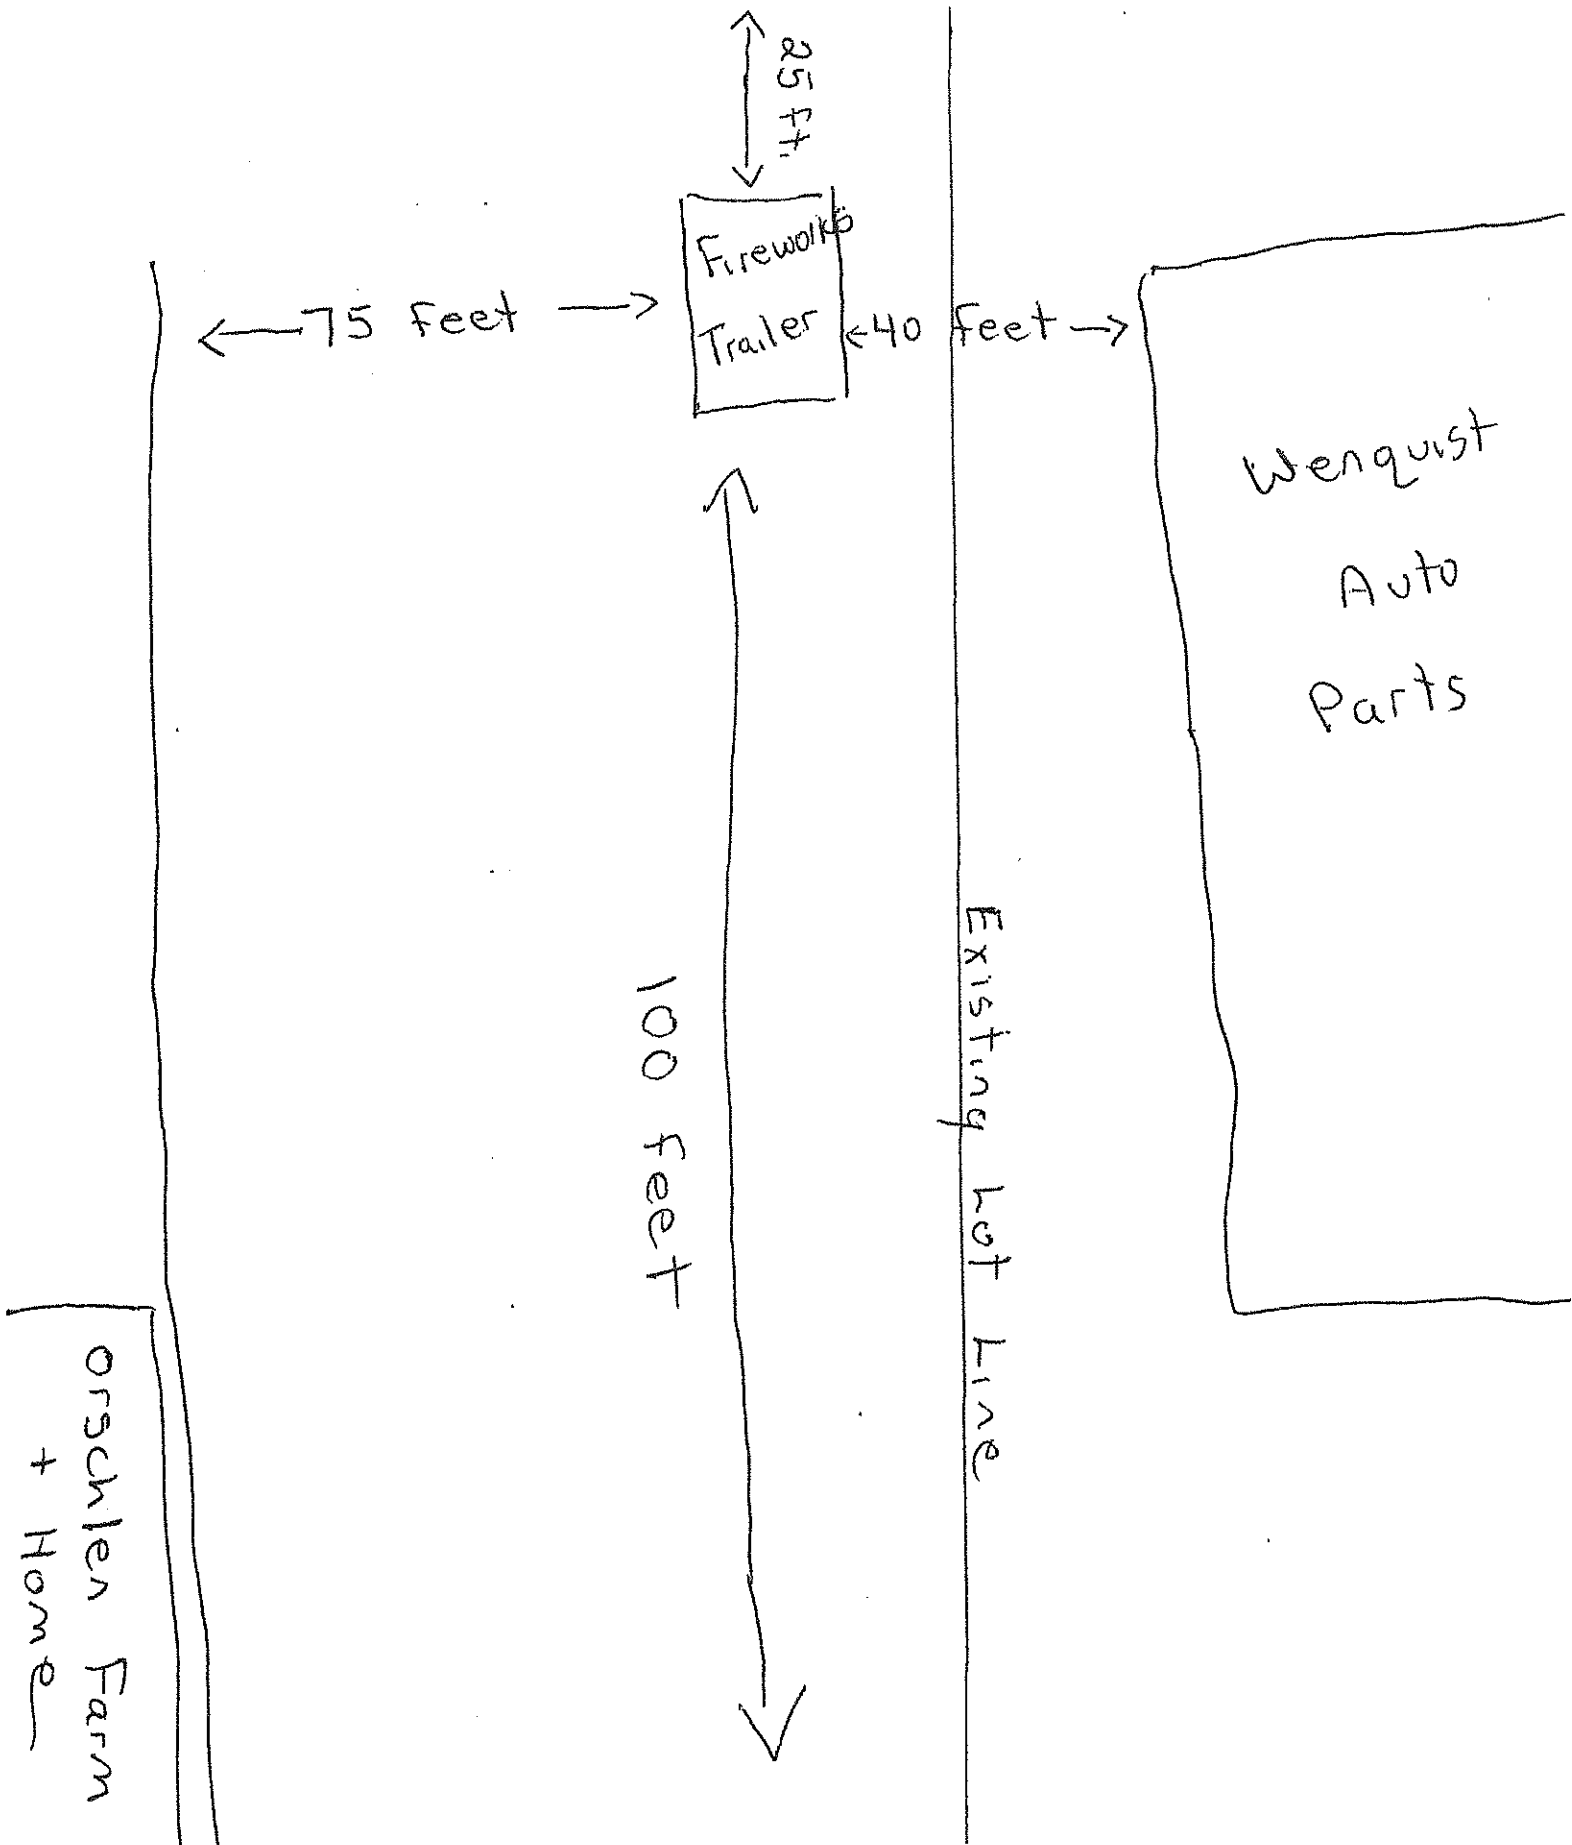 25 ft.
Fireworks
Trailer
75 feet
40 feet
Wenquist
Auto
Parts
100 feet
Existing Lot Line
Orschlen Farm
+ Home